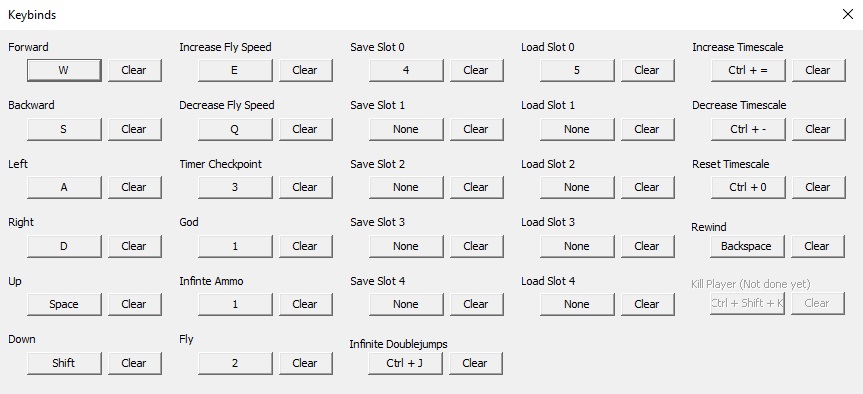 Keybinds
Forward Increase Fly Speed Save Slot 0 Load Slot 0 Increase Timescale
W Clear E Clear 4 Clear 5 Clear Ctrl + = Clear
Backward Decrease Fly Speed Save Slot 1 Load Slot 1 Decrease Timescale
S Clear Q Clear None Clear None Clear Ctrl + - Clear
Left Timer Checkpoint Save Slot 2 Load Slot 2 Reset Timescale
A Clear 3 Clear None Clear None Clear Ctrl + 0 Clear
Right God Save Slot 3 Load Slot 3 Rewind
D Clear 1 Clear None Clear None Clear Backspace Clear
Up Infinte Ammo Save Slot 4 Load Slot 4 Kill Player (Not done yet)
Space Clear 1 Clear None Clear None Clear Ctrl + Shift + K Clear
Down Fly Infinite Doublejumps
Shift Clear 2 Clear Ctrl + J Clear